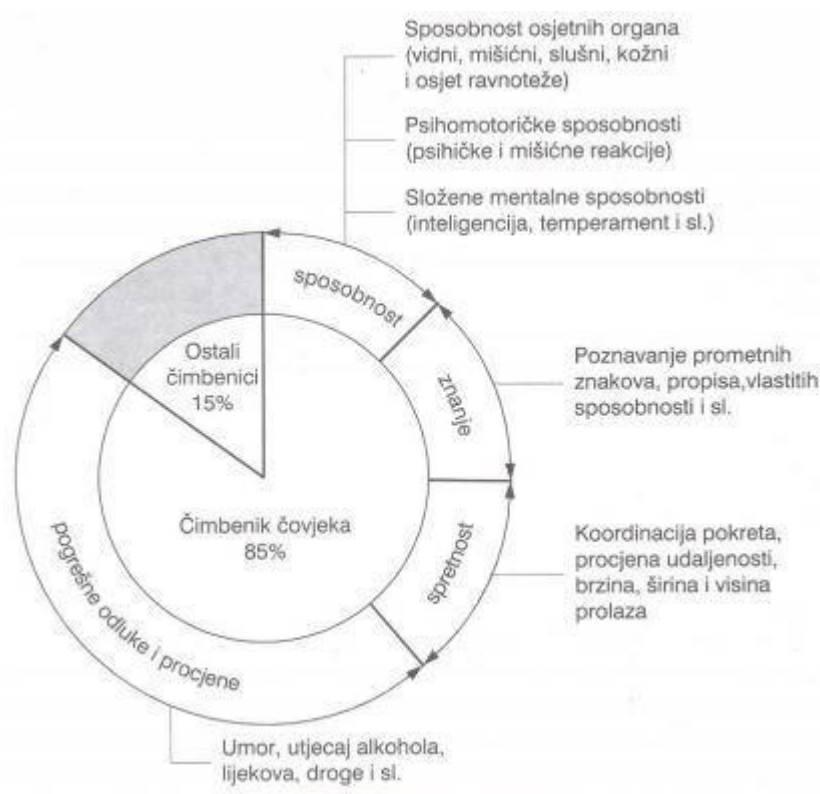 Sposobnost osjetnih organa
(vidni, mišićni, slušni, kožni
i osjet ravnoteže)
Psihomotoričke sposobnosti
(psihičke i mišićne reakcije)
Složene mentalne sposobnosti
(inteligencija, temperament i sl.)
sposobnost
Ostali
čimbenici
15%
znanje
Poznavanje prometnih
znakova, propisa,vlastitih
sposobnosti i sl.
Čimbenik čovjeka
85%
spretnost
Koordinacija pokreta,
procjena udaljenosti,
brzina, širina i visina
prolaza
pogrešne odluke i procjene
Umor, utjecaj alkohola,
lijekova, droge i sl.